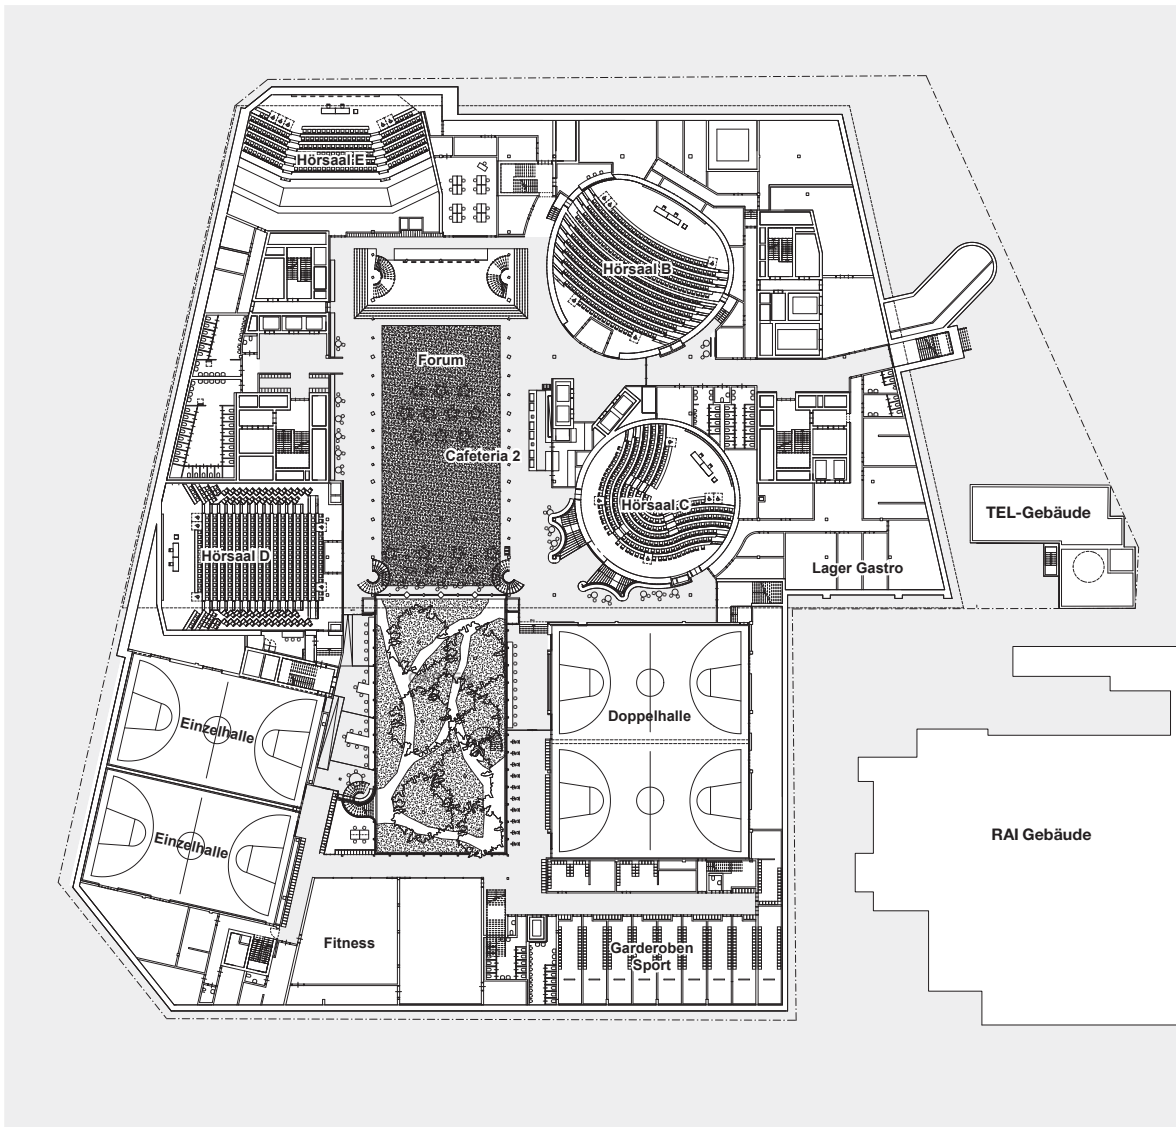 Hörsaal E
Hörsaal B
Forum
Cafeteria 2
Hörsaal C
TEL-Gebäude
Hörsaal D
Lager Gastro
Einzelhalle
Doppelhalle
Einzelhalle
RAI Gebäude
Fitness
Garderoben
Sport